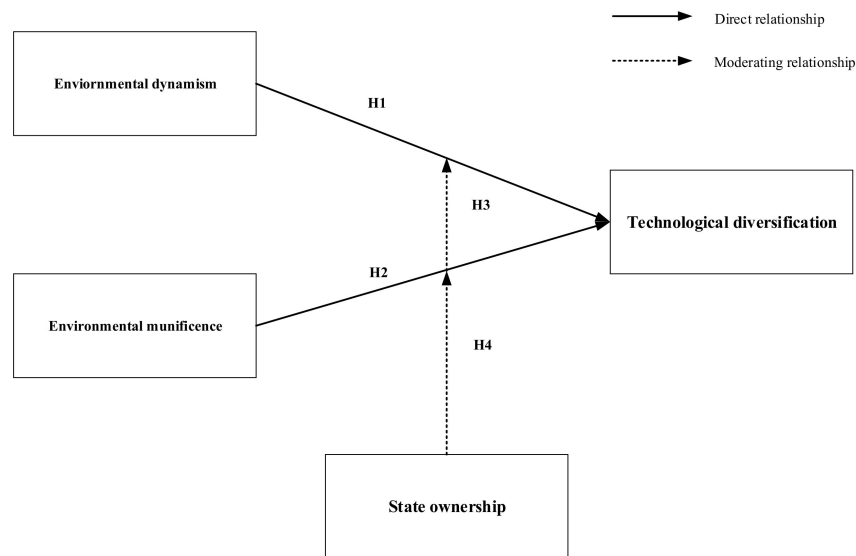 Direct relationship
Moderating relationship
Enviornmental dynamism
H1
Technological diversification
H3
H2
Environmental munificence
H4
State ownership